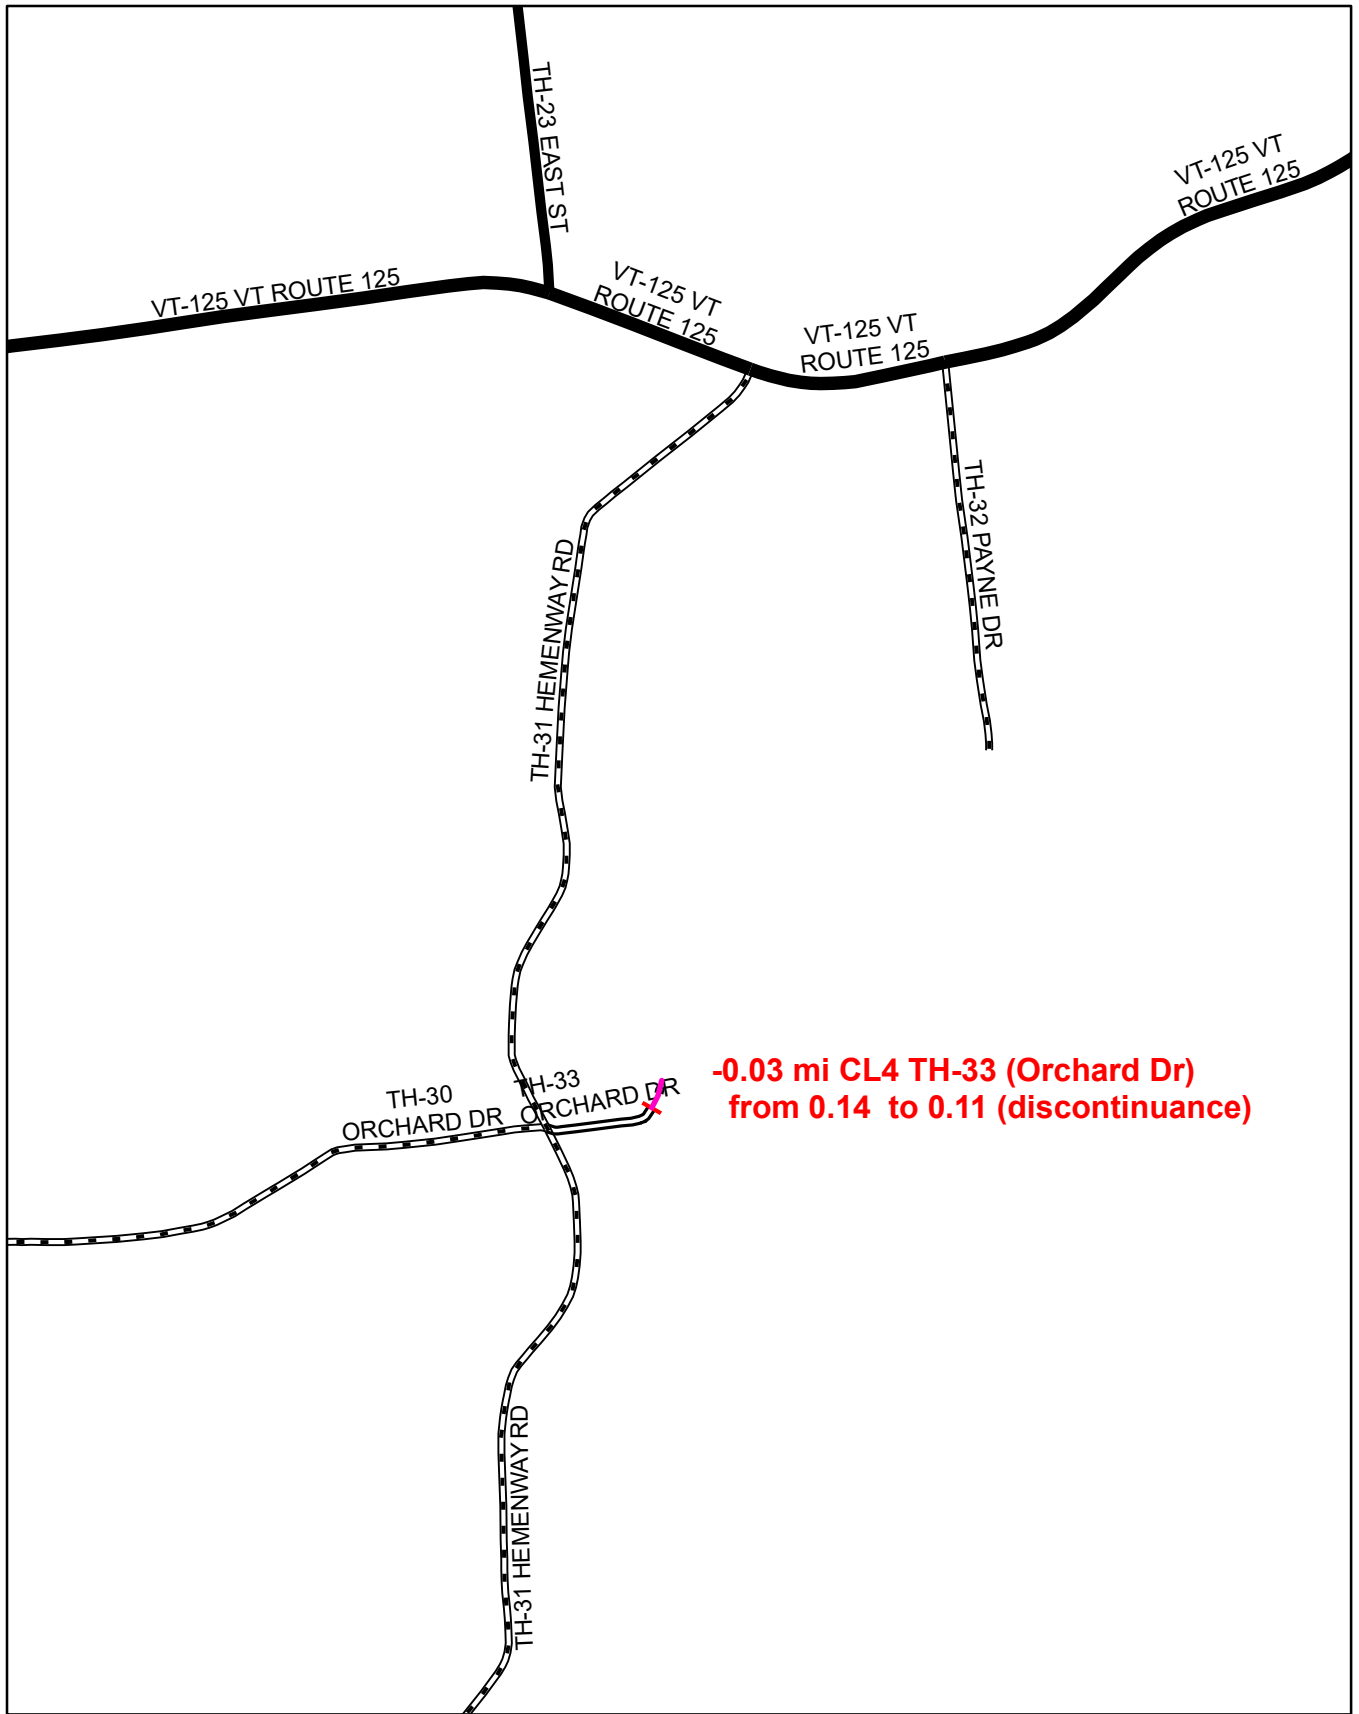 TH-23 EAST ST
VT-125 VT
ROUTE 125
VT-125 VT ROUTE 125
VT-125 VT
ROUTE 125
VT-125 VT
ROUTE 125
TH-32 PAYNE DR
TH-31 HEMENWAY RD
-0.03 mi CL4 TH-33 (Orchard Dr)
from 0.14 to 0.11 (discontinuance)
TH-30
ORCHARD DR
TH-33
ORCHARD DR
TH-31 HEMENWAY RD